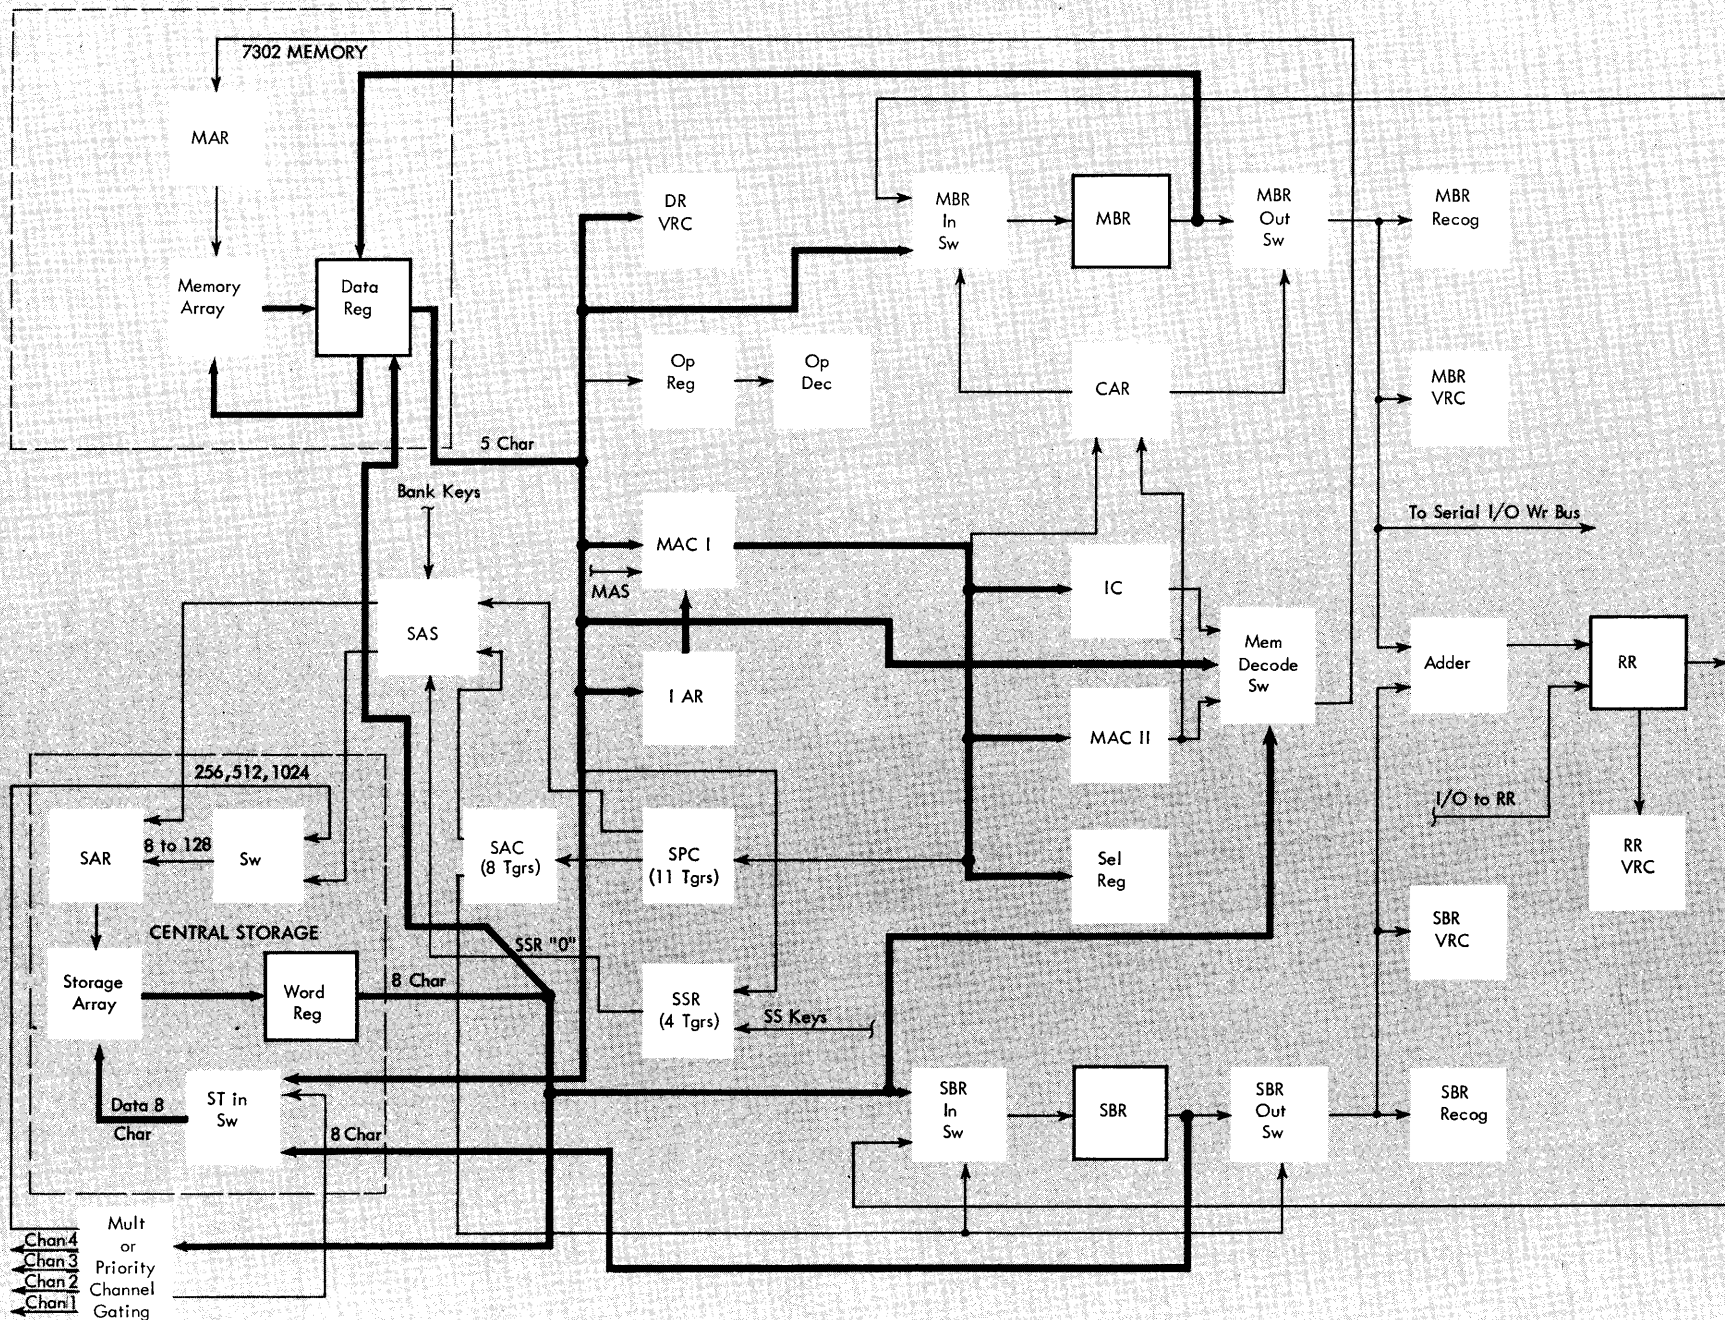 7302 MEMORY
MAR
Memory
Array
Data
Reg
DR
VRC
MBR
In
Sw
MBR
MBR
Out
Sw
MBR
Recog
Op
Reg
Op
Dec
CAR
MBR
VRC
5 Char
Bank Keys
To Serial I/O Wr Bus
MAC I
MAS
IC
SAS
Mem
Decode
Sw
Adder
RR
I AR
MAC II
256,512,1024
I/O to RR
SAR
8 to 128
Sw
SAC
(8 Tgrs)
SPC
(11 Tgrs)
Sel
Reg
RR
VRC
CENTRAL STORAGE
SSR "0"
SBR
VRC
Storage
Array
Word
Reg
8 Char
SSR
(4 Tgrs)
SS Keys
Data 8
Char
ST in
Sw
8 Char
SBR
In
Sw
SBR
SBR
Out
Sw
SBR
Recog
Mult
or
Priority
Channel
Gating
Chan 4
Chan 3
Chan 2
Chan 1